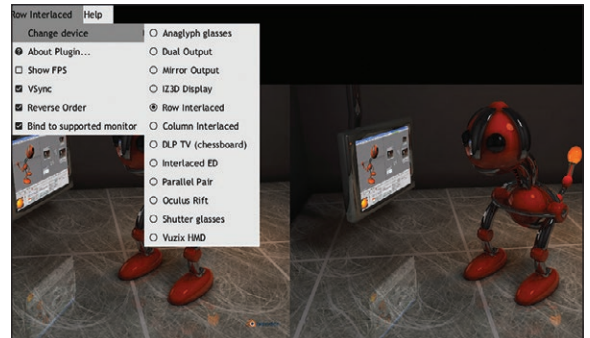 Row Interlaced Help
Change device
About Plugin...
Show FPS
VSync
Reverse Order
Bind to supported monitor
Anaglyph glasses
Dual Output
Mirror Output
iZ3D Display
Row Interlaced
Column Interlaced
DLP TV (chessboard)
Interlaced ED
Parallel Pair
Oculus Rift
Shutter glasses
Vuzix HMD